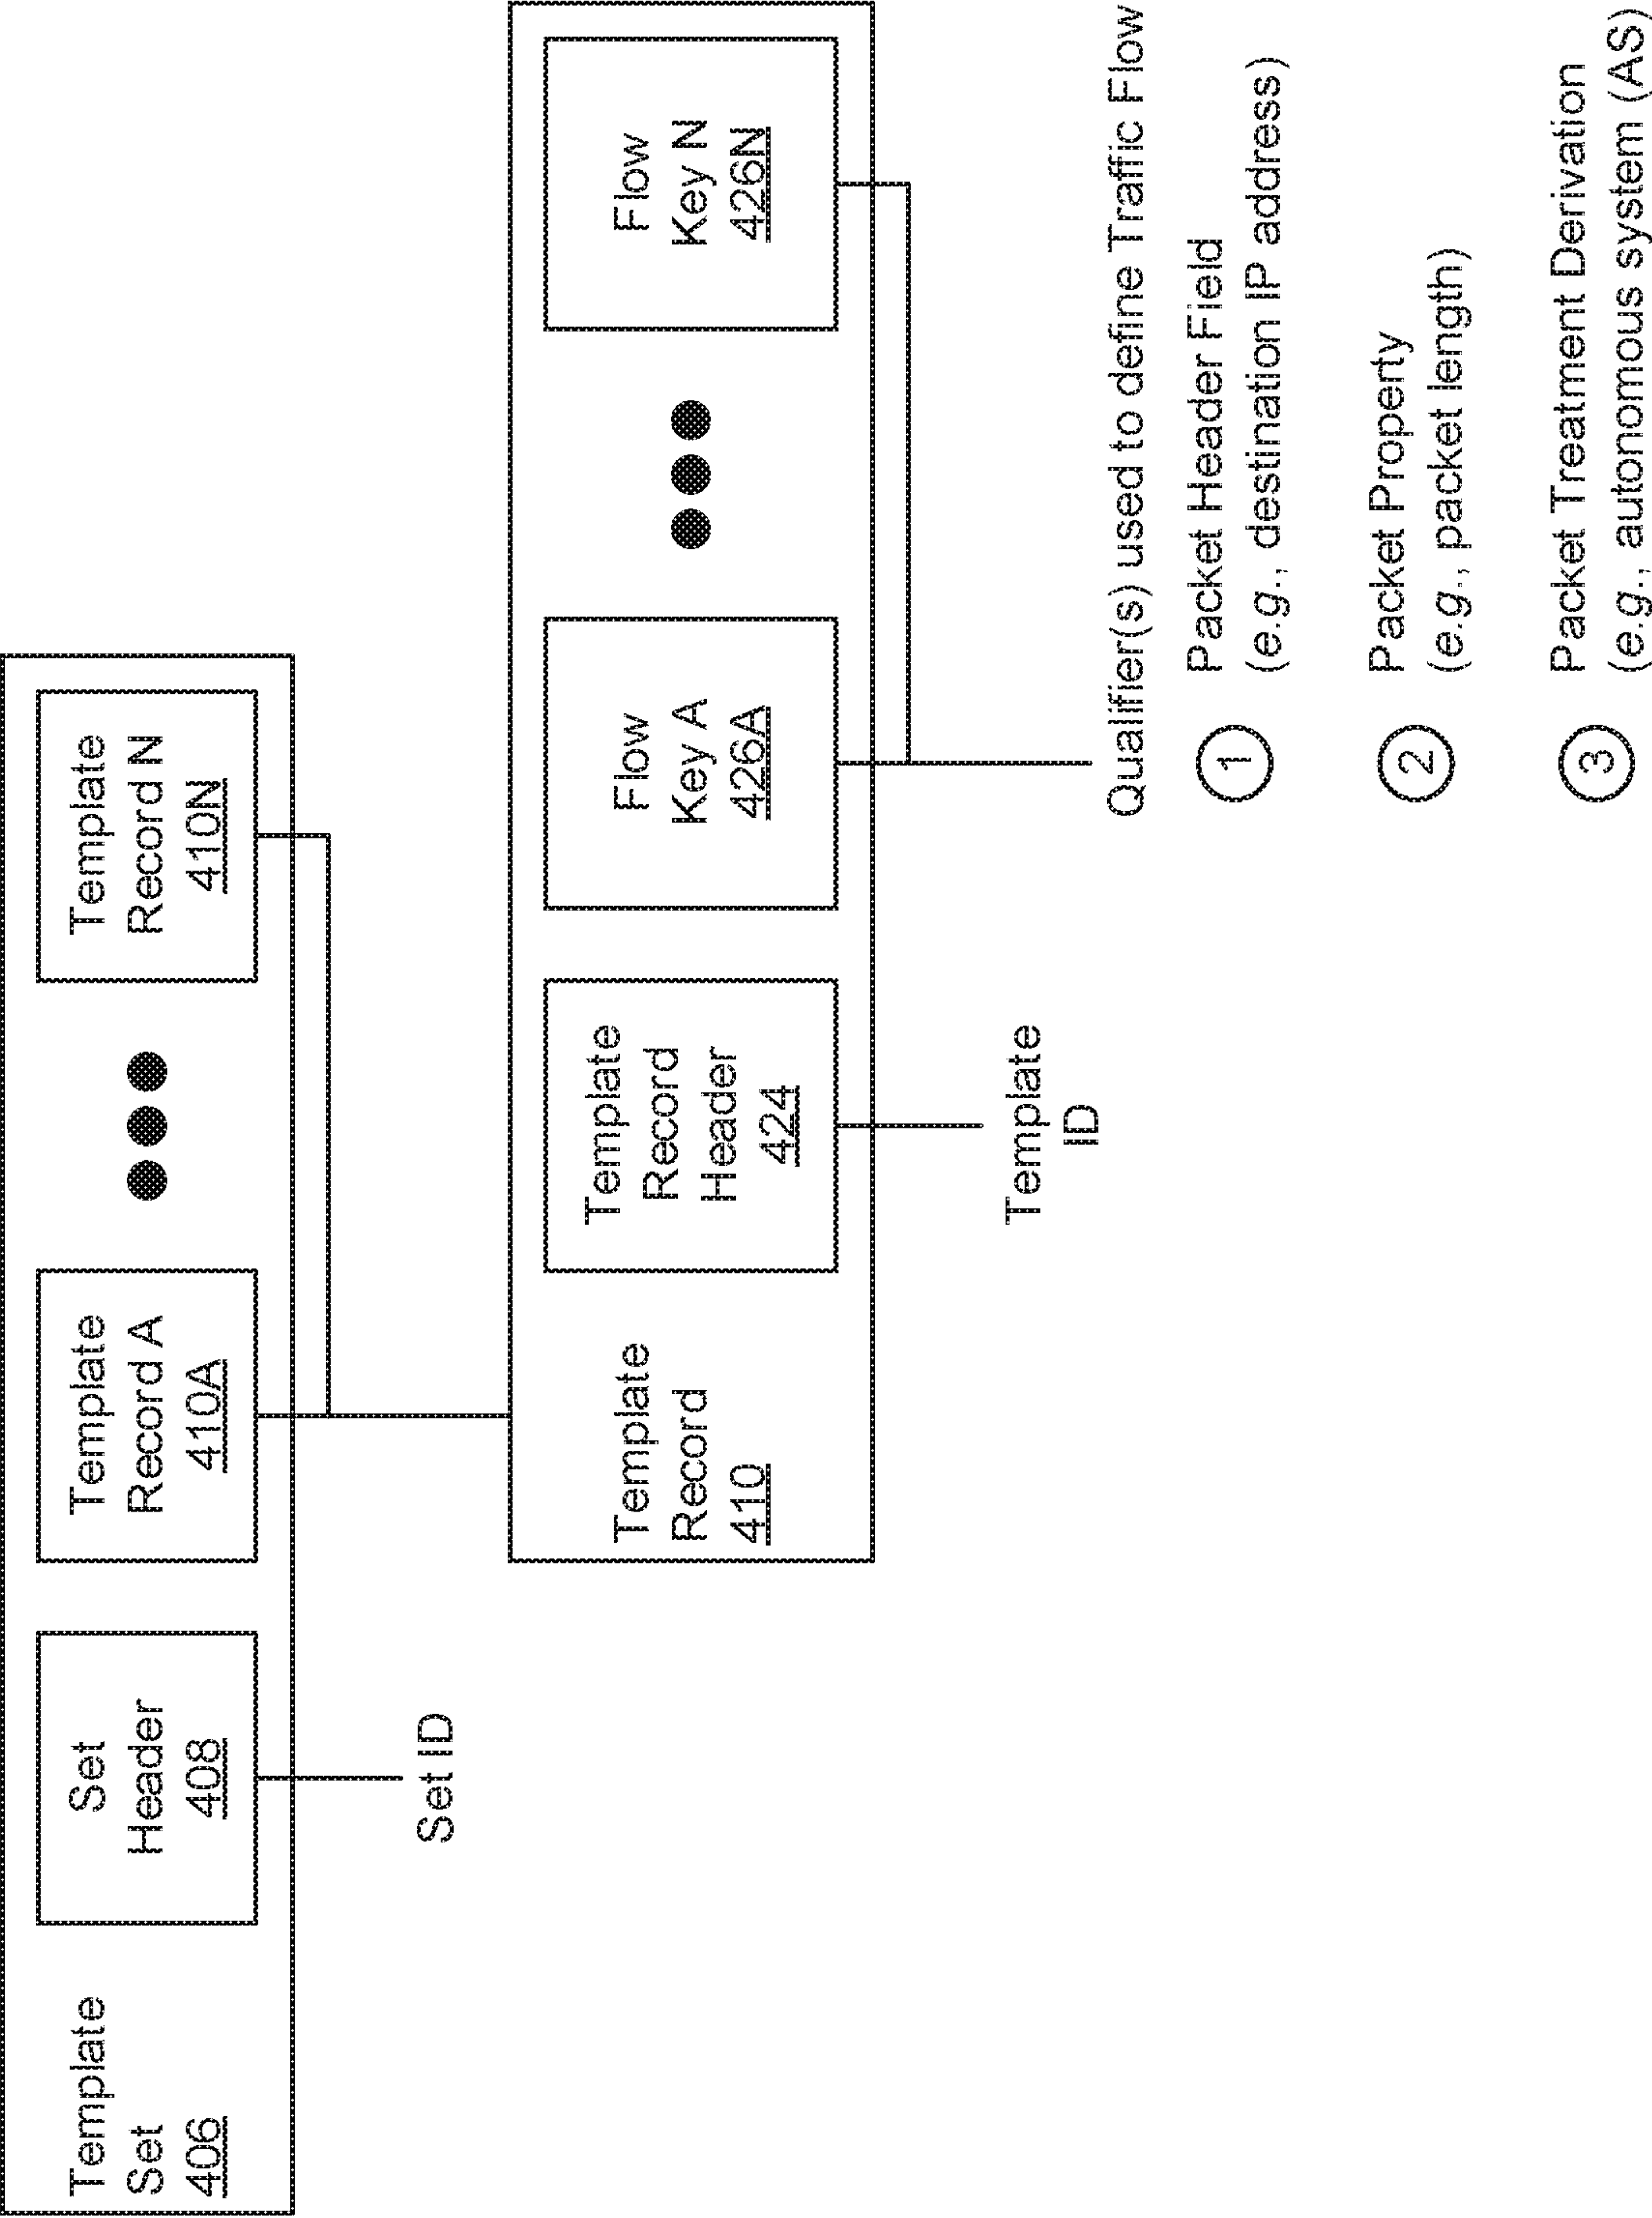 Template
Set
406
Set
Header
408
Template
Record A
410A
Template
Record N
410N
Set ID
Template
Record
410
Template
Record
Header
424
Flow
Key A
426A
Flow
Key N
426N
Template
ID
Qualifier(s) used to define Traffic Flow
1 Packet Header Field
(e.g., destination IP address)
2 Packet Property
(e.g., packet length)
3 Packet Treatment Derivation
(e.g., autonomous system (AS)